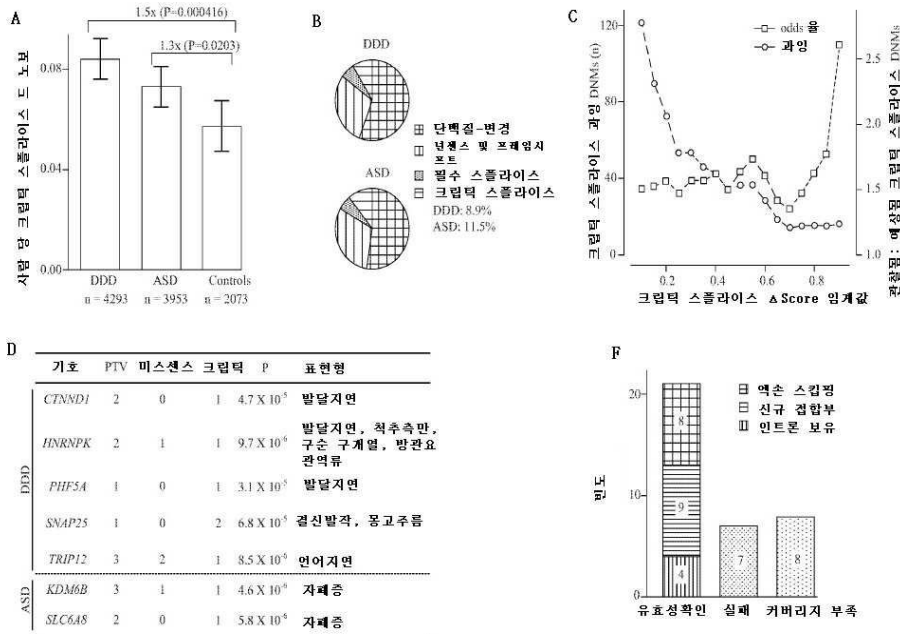 A
1.5x (P=0.000416)
1.3x (P=0.0203)
사람 당 크립틱 스플라이스 드 노보
0.08
0.04
0.00
DDD
ASD
Controls
n = 4293
n = 3953
n = 2073
B
DDD
ASD
단백질-변경
넌센스 및 프레임시
포트
필수 스플라이스
크립틱 스플라이스
DDD: 8.9%
ASD: 11.5%
C
odds 율
과잉
크립틱 스플라이스 과잉 DNMs (n)
120
80
40
0
2.5
2.0
1.5
1.0
관찰됨: 예상됨 크립틱 스플라이스 DNMs
0.2
0.4
0.6
0.8
크립틱 스플라이스 ΔScore 임계값
D
기호 PTV 미스센스 크립틱 P 표현형
DDD
CTNND1 2 0 1 4.7 X 10⁻⁵ 발달지연
HNRNPK 2 1 1 9.7 X 10⁻⁶ 발달지연, 척추측만,
구순 구개열, 방관요
관역류
PHF5A 1 0 1 3.1 X 10⁻⁵ 발달지연
SNAP25 1 0 2 6.8 X 10⁻⁵ 결신발작, 몽고주름
TRIP12 3 2 1 8.5 X 10⁻⁶ 언어지연
ASD
KDM6B 3 1 1 4.6 X 10⁻⁶ 자폐증
SLC6A8 2 0 1 5.8 X 10⁻⁶ 자폐증
F
엑손 스킵핑
신규 접합부
인트론 보유
빈도
20
10
0
8
9
4
7
8
유효성확인
실패
커버리지 부족